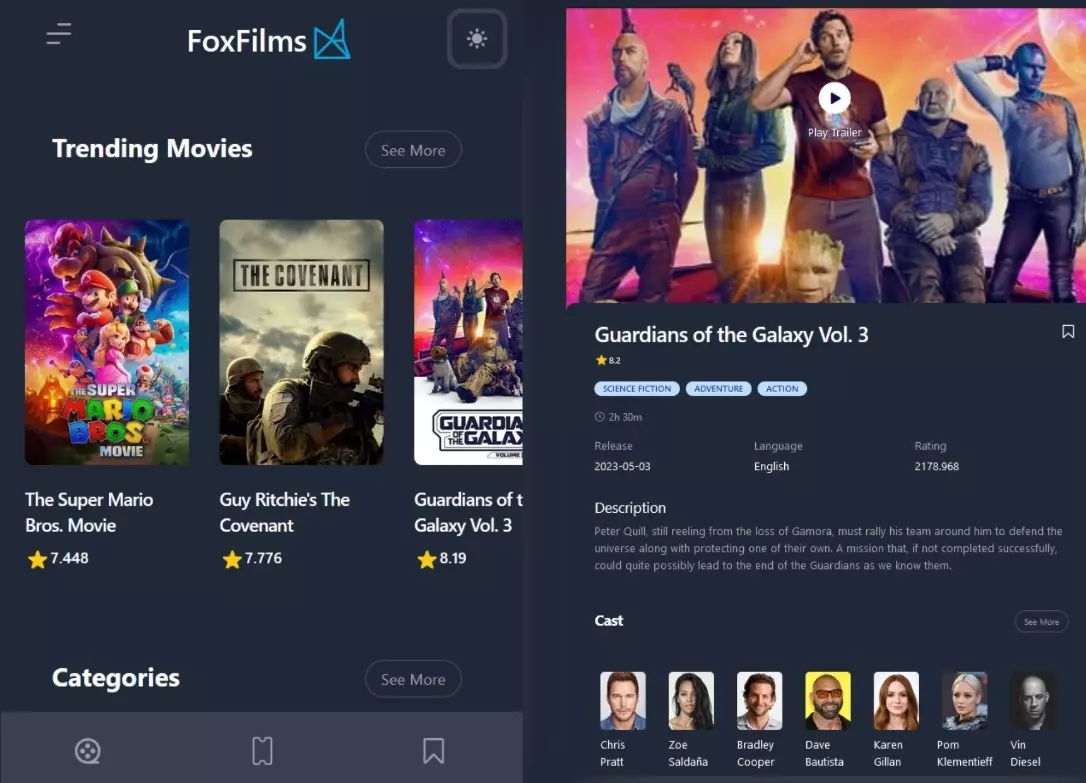 FoxFilms
Trending Movies
See More
THE SUPER
MARIO
BROS.
MOVIE
THE COVENANT
GUARDIA
OF THE GALAX
VOLUME
The Super Mario
Bros. Movie
7.448
Guy Ritchie's The
Covenant
7.776
Guardians of t
Galaxy Vol. 3
8.19
Categories
See More
Play Trailer
Guardians of the Galaxy Vol. 3
8.2
SCIENCE FICTION
ADVENTURE
ACTION
2h 30m
Release
Language
Rating
2023-05-03
English
2178.968
Description
Peter Quill, still reeling from the loss of Gamora, must rally his team around him to defend the
universe along with protecting one of their own. A mission that, if not completed successfully,
could quite possibly lead to the end of the Guardians as we know them.
Cast
See More
Chris
Pratt
Zoe
Saldaña
Bradley
Cooper
Dave
Bautista
Karen
Gillan
Pom
Klementieff
Vin
Diesel